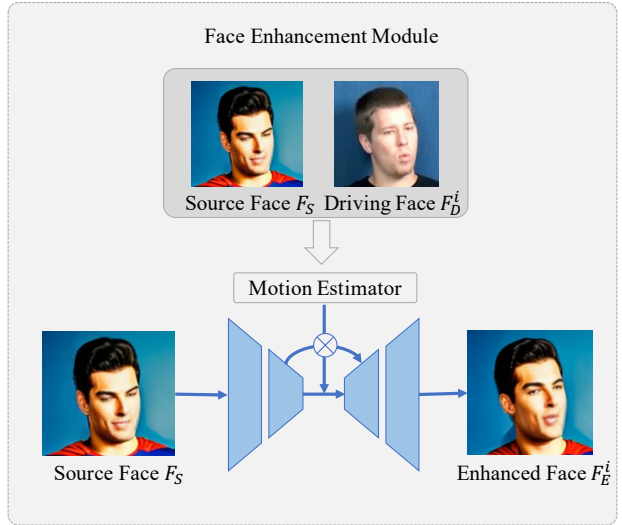 Face Enhancement Module
Source Face F_S Driving Face F_D^i
Motion Estimator
Source Face F_S Enhanced Face F_E^i